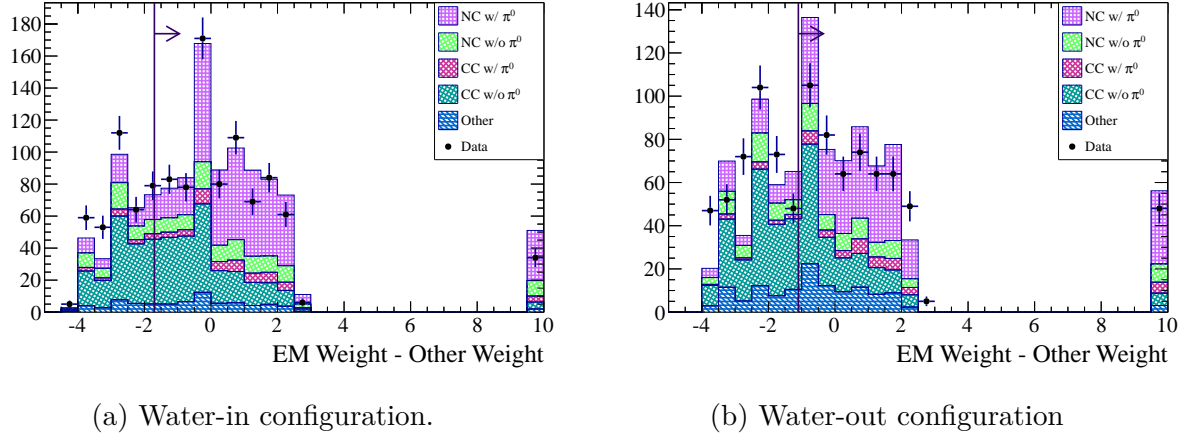 180
160
140
120
100
80
60
40
20
0
-4 -2 0 2 4 6 8 10
EM Weight - Other Weight
NC w/ π⁰
NC w/o π⁰
CC w/ π⁰
CC w/o π⁰
Other
Data
140
120
100
80
60
40
20
0
-4 -2 0 2 4 6 8 10
EM Weight - Other Weight
NC w/ π⁰
NC w/o π⁰
CC w/ π⁰
CC w/o π⁰
Other
Data
(a) Water-in configuration.
(b) Water-out configuration